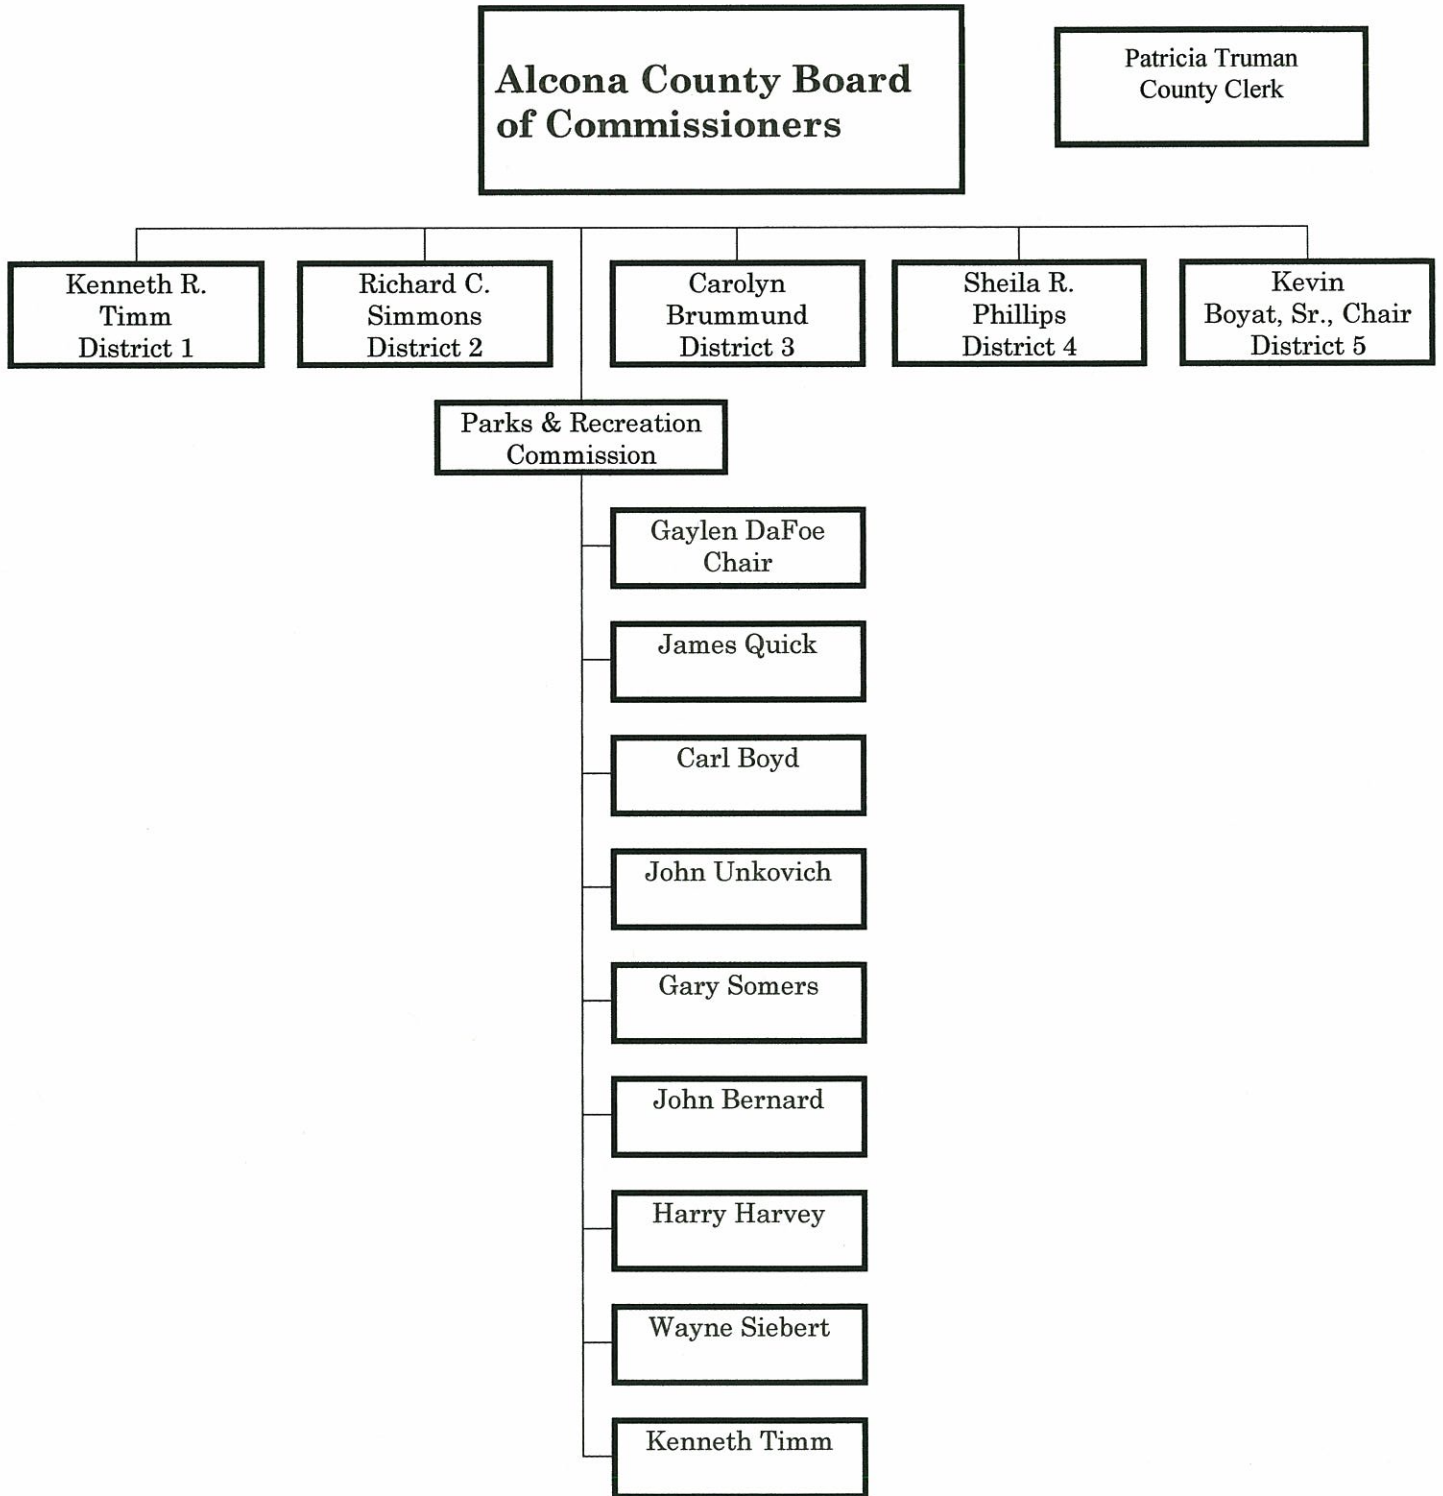 Alcona County Board
of Commissioners
Patricia Truman
County Clerk
Kenneth R.
Timm
District 1
Richard C.
Simmons
District 2
Carolyn
Brummund
District 3
Sheila R.
Phillips
District 4
Kevin
Boyat, Sr., Chair
District 5
Parks & Recreation
Commission
Gaylen DaFoe
Chair
James Quick
Carl Boyd
John Unkovich
Gary Somers
John Bernard
Harry Harvey
Wayne Siebert
Kenneth Timm